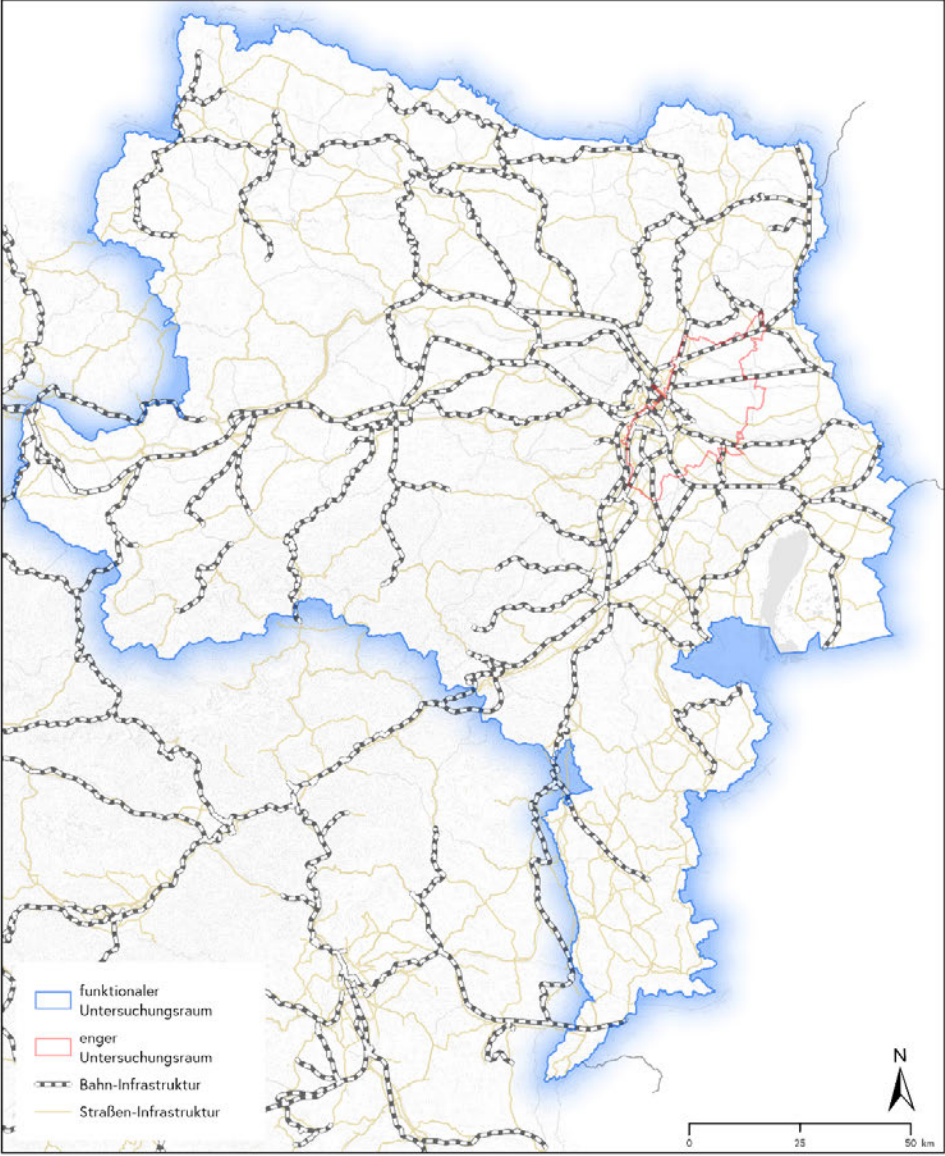 funktionaler
Untersuchungsraum
enger
Untersuchungsraum
Bahn-Infrastruktur
Straßen-Infrastruktur
N
0 25 50 km